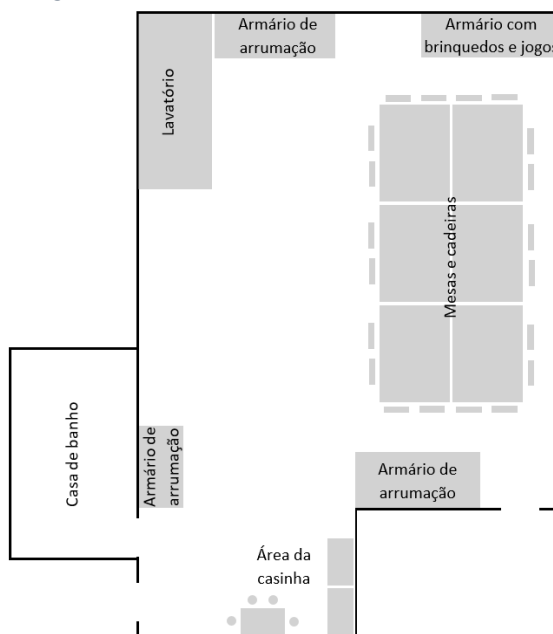 Armário de
arrumação
Armário com
brinquedos e jogos
Lavatório
Mesas e cadeiras
Casa de banho
Armário de
arrumação
Armário de
arrumação
Área da
casinha